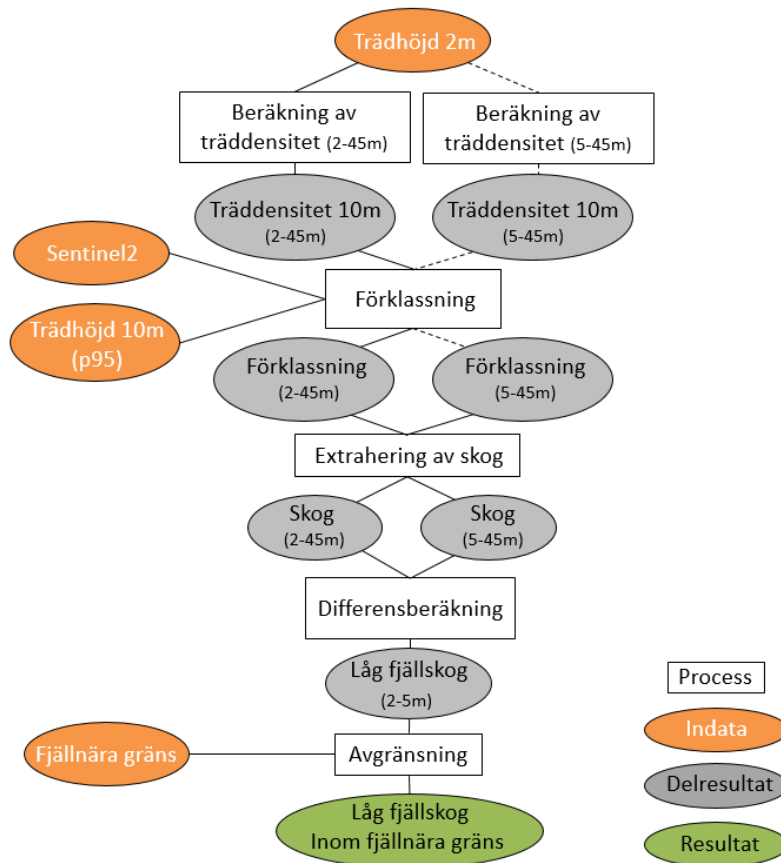 Trädhöjd 2m
Beräkning av
träddensitet (2-45m)
Beräkning av
träddensitet (5-45m)
Träddensitet 10m
(2-45m)
Träddensitet 10m
(5-45m)
Sentinel2
Förklassning
Trädhöjd 10m
(p95)
Förklassning
(2-45m)
Förklassning
(5-45m)
Extrahering av skog
Skog
(2-45m)
Skog
(5-45m)
Differensberäkning
Låg fjällskog
(2-5m)
Process
Indata
Fjällnära gräns
Avgränsning
Delresultat
Låg fjällskog
Inom fjällnära gräns
Resultat